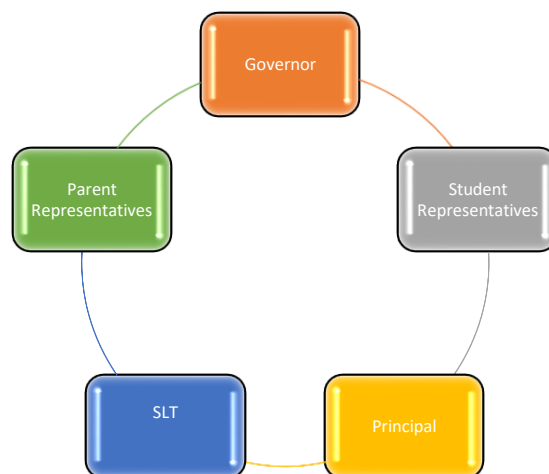 Governor
Parent
Representatives
Student
Representatives
SLT
Principal